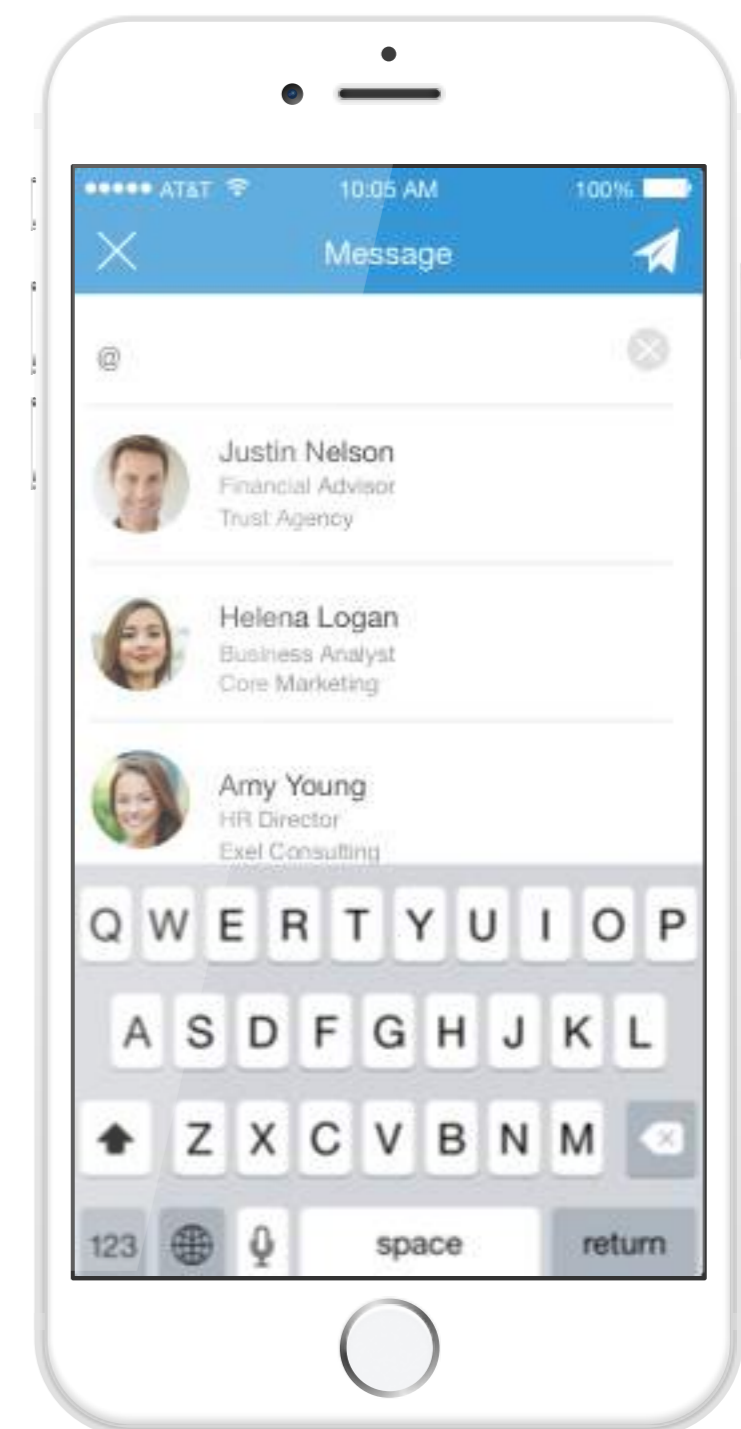 AT&T 10:05 AM 100%
Message
@
Justin Nelson
Financial Advisor
Trust Agency
Helena Logan
Business Analyst
Core Marketing
Amy Young
HR Director
Exel Consulting
Q W E R T Y U I O P
A S D F G H J K L
Z X C V B N M
123 space return